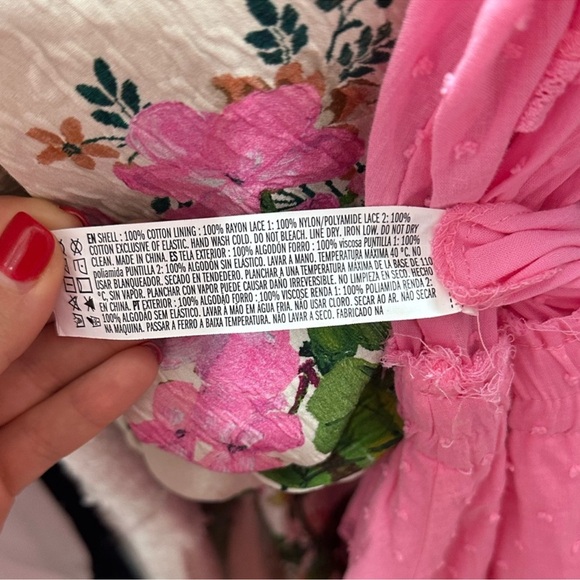 EN SHELL : 100% COTTON LINING : 100% RAYON LACE 1: 100% NYLON/POLYAMIDE LACE 2: 100%
COTTON EXCLUSIVE OF ELASTIC. HAND WASH COLD. DO NOT BLEACH. LINE DRY. IRON LOW. DO NOT DRY
CLEAN. MADE IN CHINA. ES TELA EXTERIOR : 100% ALGODÓN FORRO : 100% viscosa PUNTILLA 1: 100%
poliamida PUNTILLA 2: 100% ALGODÓN SIN ELÁSTICO. LAVAR A MANO. TEMPERATURA MÁXIMA 40 °C. NO
USAR BLANQUEADOR. SECADO EN TENDEDERO. PLANCHAR A UNA TEMPERATURA MÁXIMA DE LA BASE DE 110
°C, SIN VAPOR. PLANCHAR CON VAPOR PUEDE CAUSAR DAÑO IRREVERSIBLE. NO LIMPIEZA EN SECO. HECHO
EN CHINA. PT EXTERIOR : 100% ALGODÃO FORRO : 100% VISCOSE RENDA 1: 100% POLIAMIDA RENDA 2:
100% ALGODÃO SEM ELÁSTICO. LAVAR À MÃO EM ÁGUA FRIA. NÃO USAR CLORO. SECAR AO AR. NÃO SECAR
NA MAQUINA. PASSAR A FERRO A BAIXA TEMPERATURA. NÃO LAVAR A SECO. FABRICADO NA